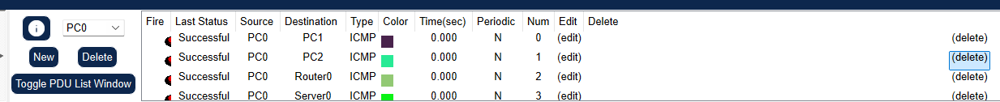 PC0
New Delete
Toggle PDU List Window
Fire Last Status Source Destination Type Color Time(sec) Periodic Num Edit Delete
Successful PC0 PC1 ICMP 0.000 N 0 (edit) (delete)
Successful PC0 PC2 ICMP 0.000 N 1 (edit) (delete)
Successful PC0 Router0 ICMP 0.000 N 2 (edit) (delete)
Successful PC0 Server0 ICMP 0.000 N 3 (edit) (delete)